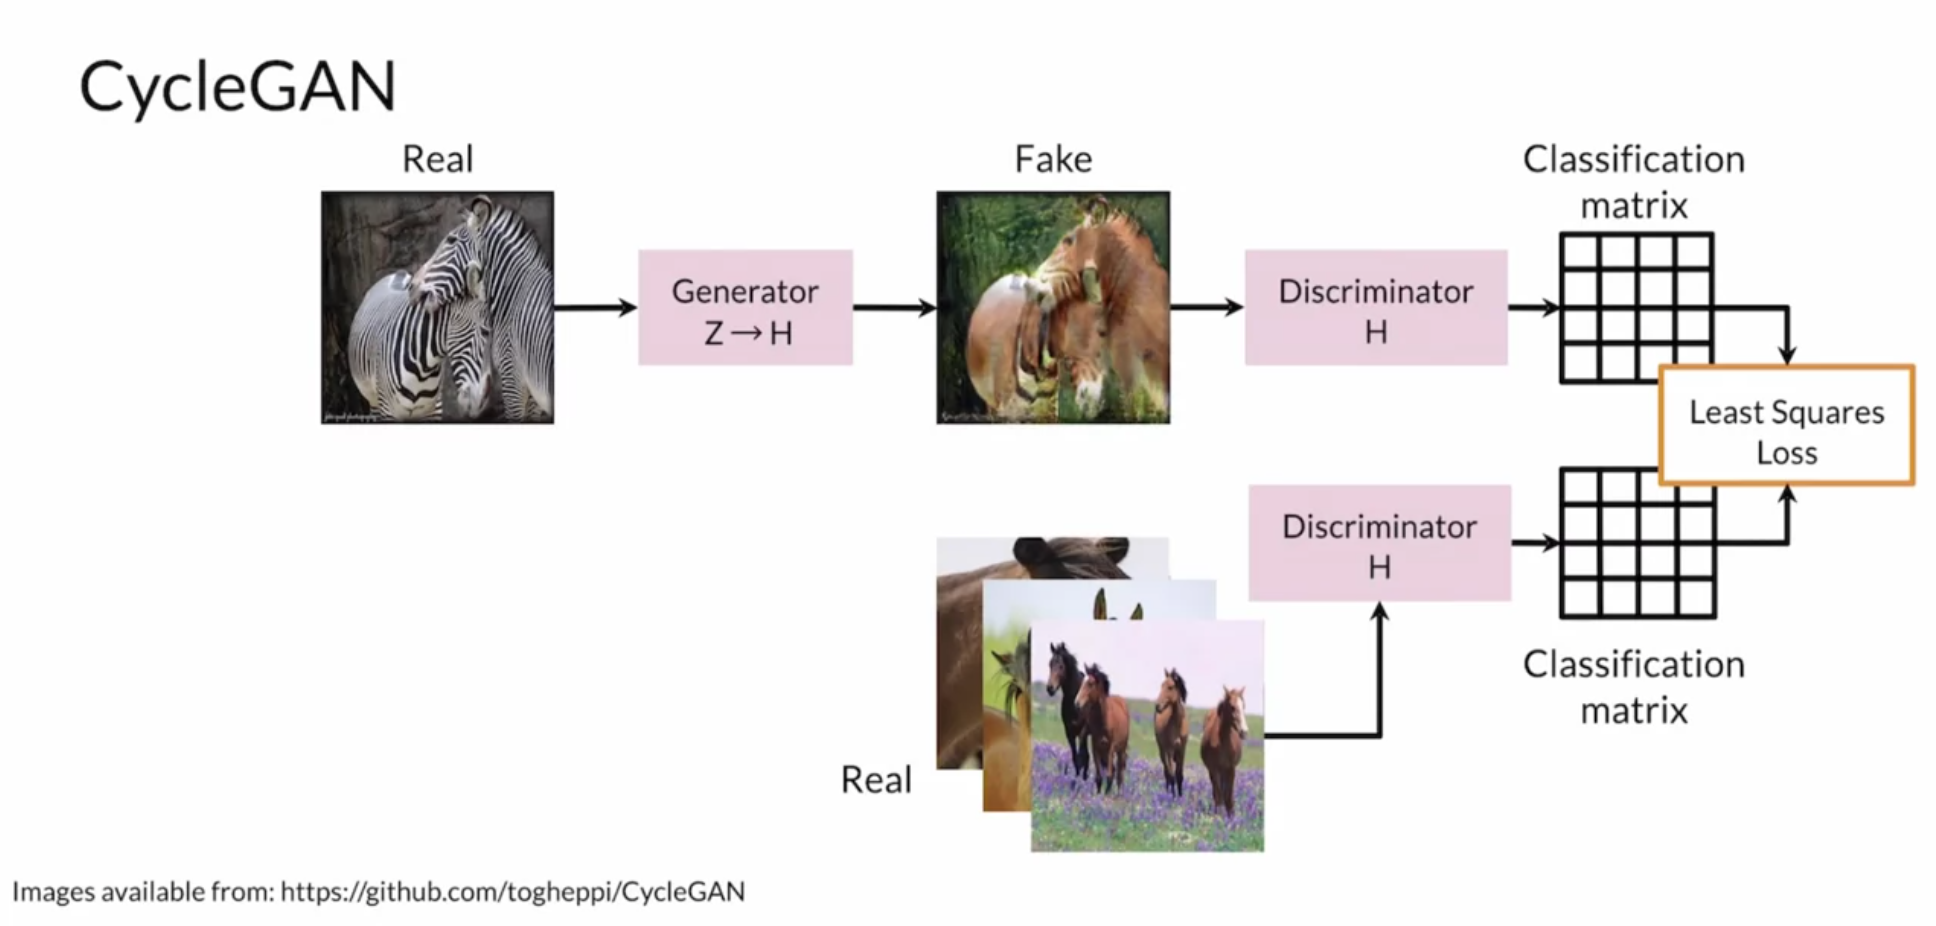 CycleGAN
Real
Fake
Classification
matrix
Generator
Z → H
Discriminator
H
Least Squares
Loss
Discriminator
H
Classification
matrix
Real
Images available from: https://github.com/togheppi/CycleGAN